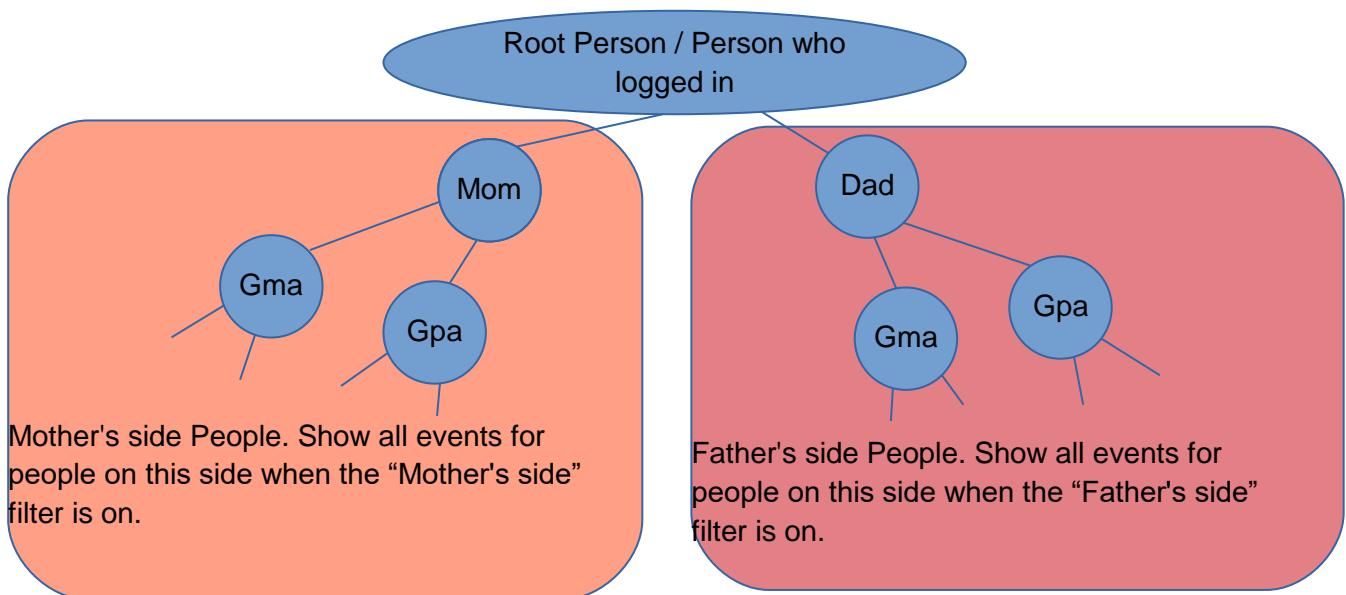 Root Person / Person who
logged in
Mom
Dad
Gma
Gpa
Gma
Gpa
Mother's side People. Show all events for
people on this side when the “Mother's side”
filter is on.
Father's side People. Show all events for
people on this side when the “Father's side”
filter is on.